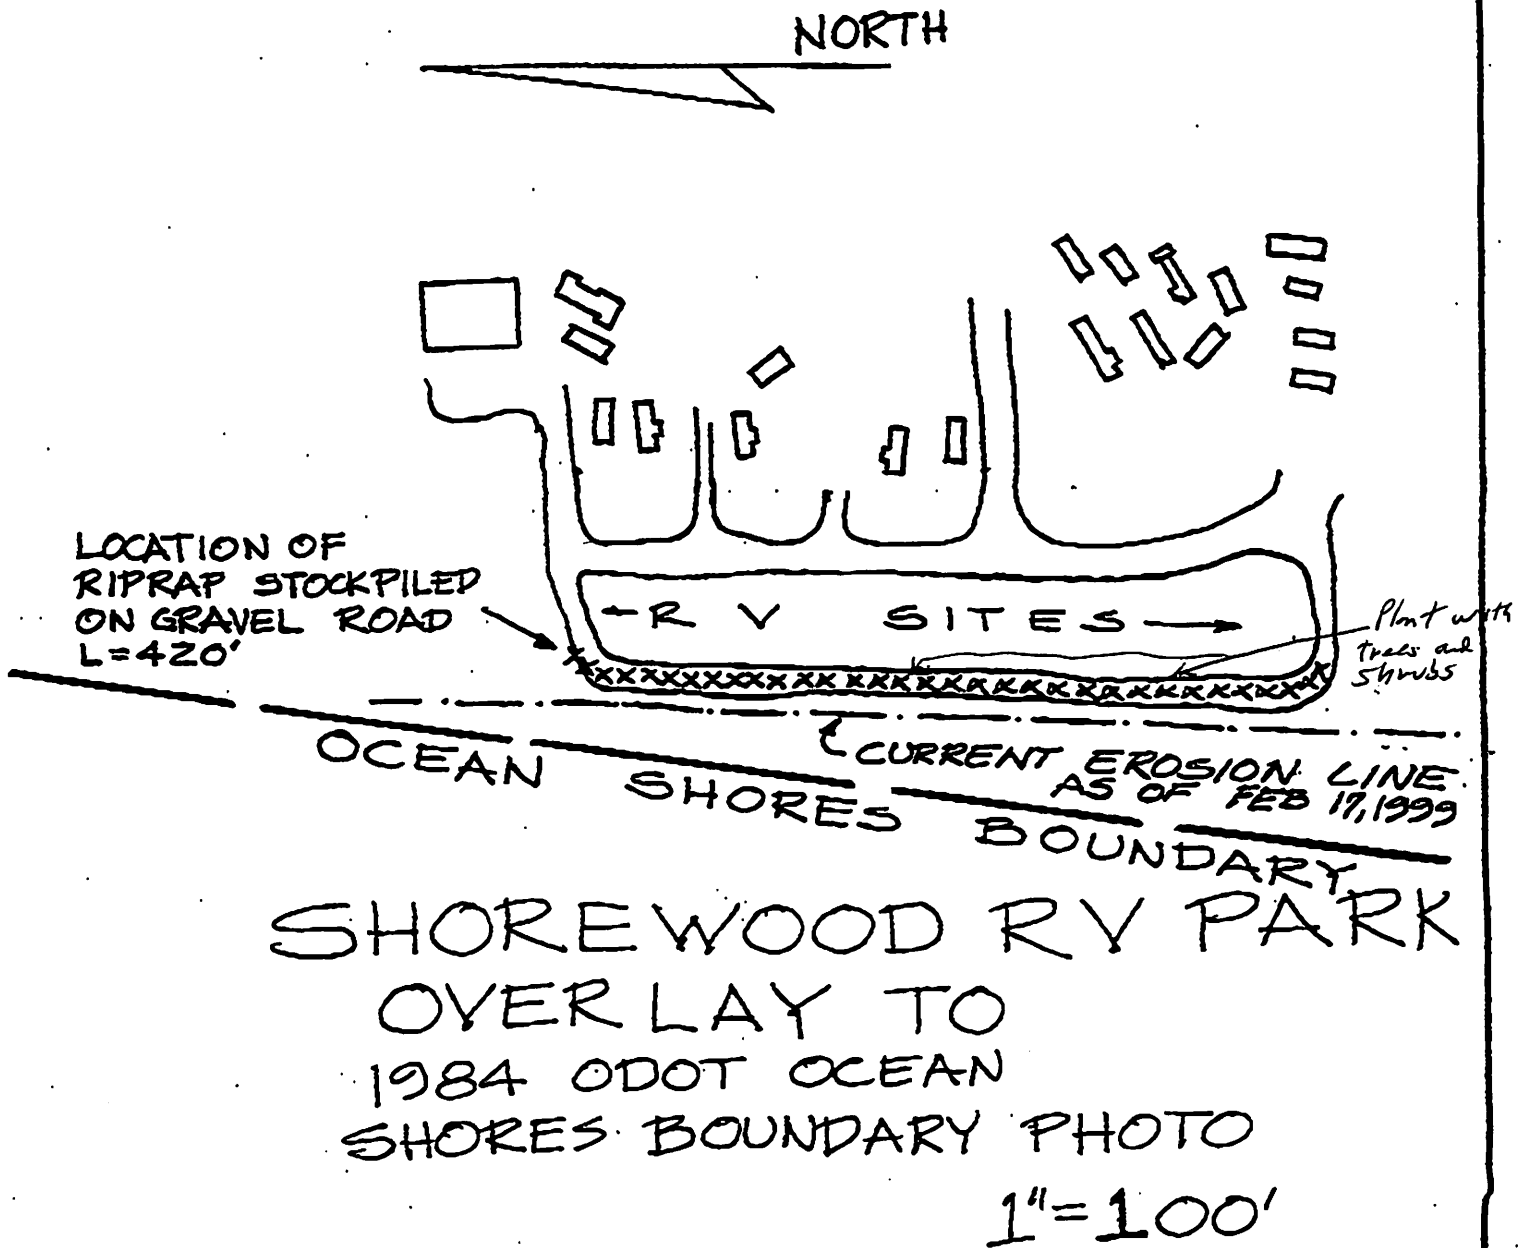 NORTH
LOCATION OF
RIPRAP STOCKPILED
ON GRAVEL ROAD
L=420'
← R V SITES →
Plant with
trees and
shrubs
CURRENT EROSION LINE
AS OF FEB 17, 1999
OCEAN SHORES BOUNDARY
SHOREWOOD RV PARK
OVERLAY TO
1984 ODOT OCEAN
SHORES BOUNDARY PHOTO
1"=100'